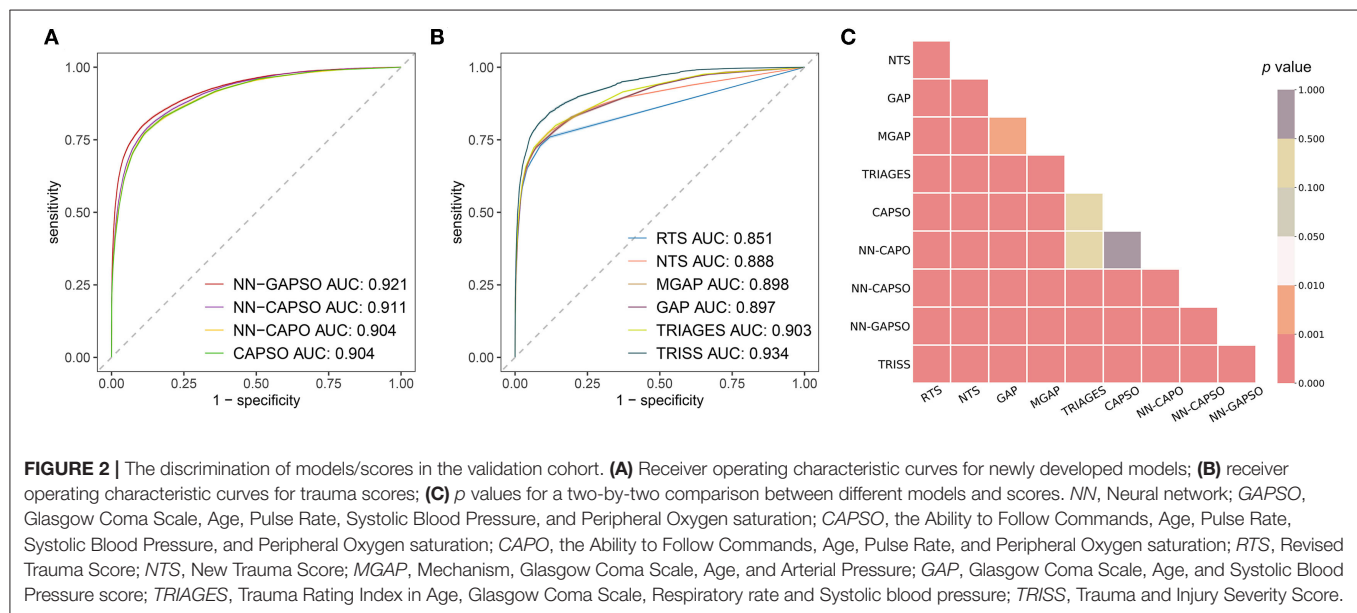 A
1.00
0.75
0.50
0.25
0.00
sensitivity
NN−GAPSO AUC: 0.921
NN−CAPSO AUC: 0.911
NN−CAPO AUC: 0.904
CAPSO AUC: 0.904
0.00 0.25 0.50 0.75 1.00
1 − specificity
B
1.00
0.75
0.50
0.25
0.00
sensitivity
RTS AUC: 0.851
NTS AUC: 0.888
MGAP AUC: 0.898
GAP AUC: 0.897
TRIAGES AUC: 0.903
TRISS AUC: 0.934
0.00 0.25 0.50 0.75 1.00
1 − specificity
C
NTS
GAP
MGAP
TRIAGES
CAPSO
NN-CAPO
NN-CAPSO
NN-GAPSO
TRISS
RTS NTS GAP MGAP TRIAGES CAPSO NN-CAPO NN-CAPSO NN-GAPSO
p value
1.000
0.500
0.100
0.050
0.010
0.001
0.000
FIGURE 2 | The discrimination of models/scores in the validation cohort. (A) Receiver operating characteristic curves for newly developed models; (B) receiver
operating characteristic curves for trauma scores; (C) p values for a two-by-two comparison between different models and scores. NN, Neural network; GAPSO,
Glasgow Coma Scale, Age, Pulse Rate, Systolic Blood Pressure, and Peripheral Oxygen saturation; CAPSO, the Ability to Follow Commands, Age, Pulse Rate,
Systolic Blood Pressure, and Peripheral Oxygen saturation; CAPO, the Ability to Follow Commands, Age, Pulse Rate, and Peripheral Oxygen saturation; RTS, Revised
Trauma Score; NTS, New Trauma Score; MGAP, Mechanism, Glasgow Coma Scale, Age, and Arterial Pressure; GAP, Glasgow Coma Scale, Age, and Systolic Blood
Pressure score; TRIAGES, Trauma Rating Index in Age, Glasgow Coma Scale, Respiratory rate and Systolic blood pressure; TRISS, Trauma and Injury Severity Score.